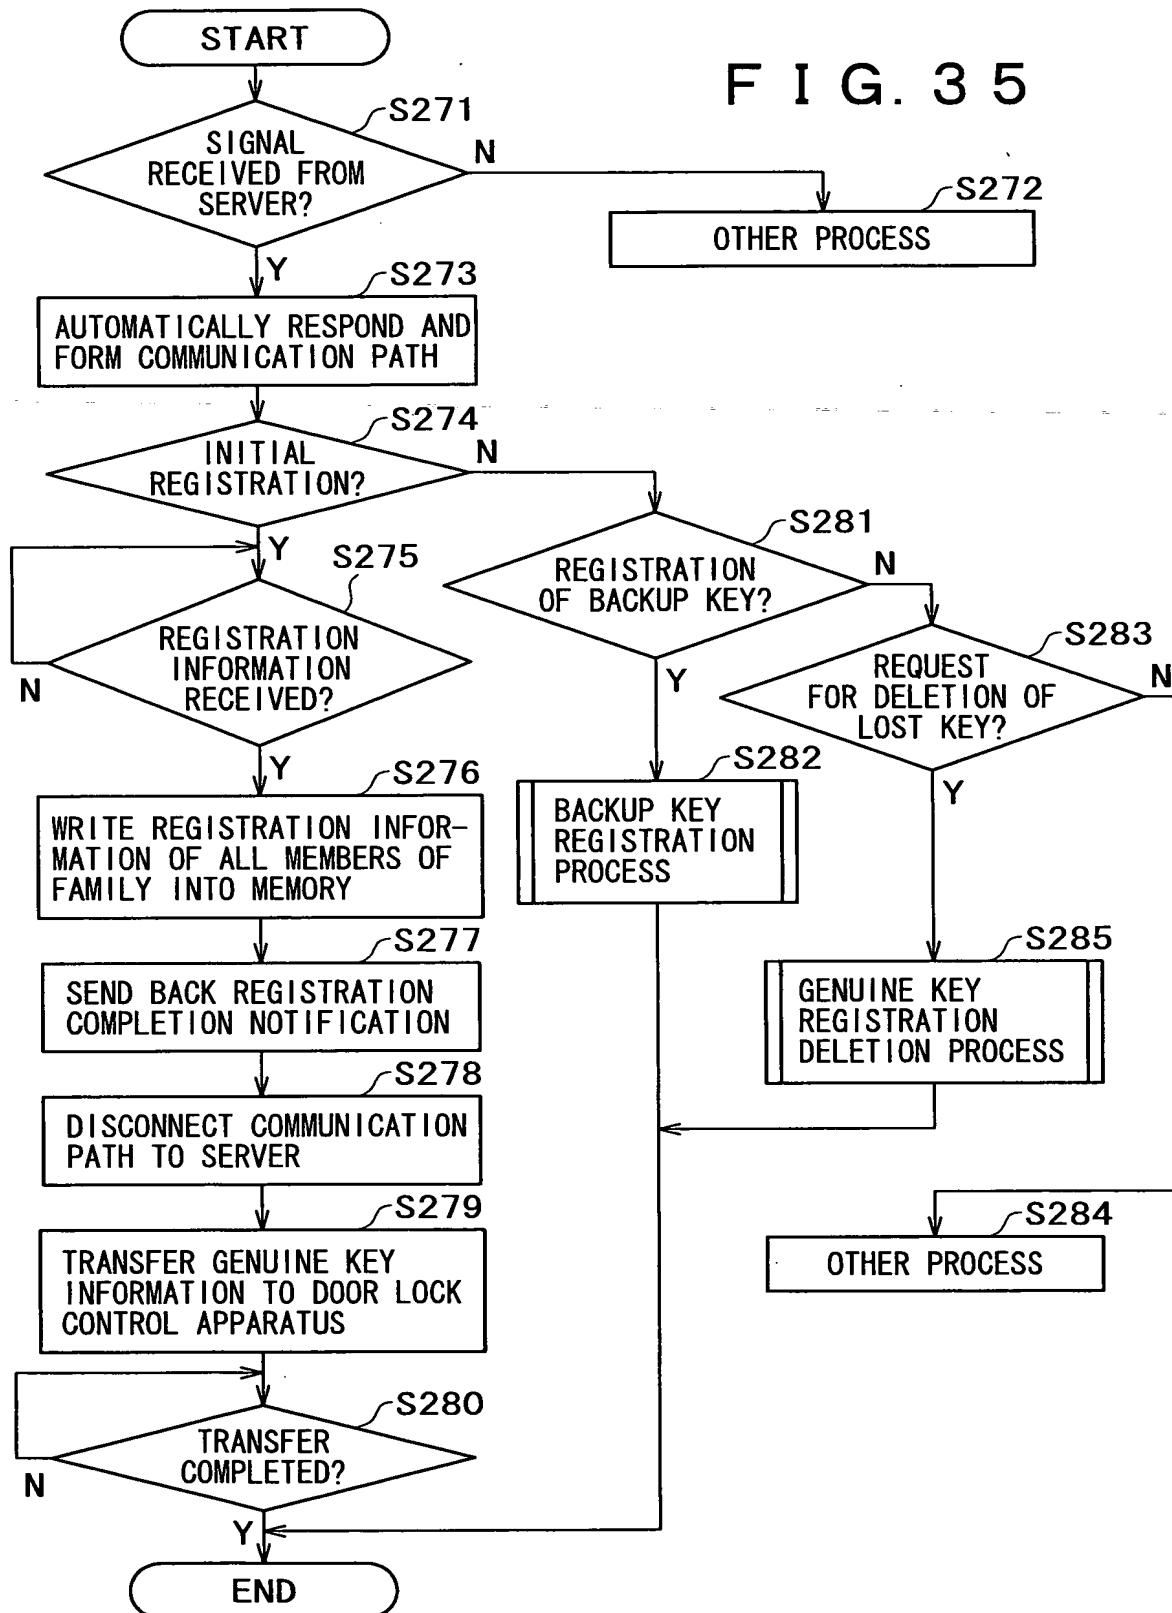 START
FIG. 35
S271
SIGNAL
RECEIVED FROM
SERVER?
N
S272
OTHER PROCESS
Y
S273
AUTOMATICALLY RESPOND AND
FORM COMMUNICATION PATH
S274
INITIAL
REGISTRATION?
N
Y
S275
REGISTRATION
INFORMATION
RECEIVED?
N
Y
S281
REGISTRATION
OF BACKUP KEY?
N
Y
S283
REQUEST
FOR DELETION OF
LOST KEY?
N
Y
S276
WRITE REGISTRATION INFOR-
MATION OF ALL MEMBERS OF
FAMILY INTO MEMORY
S282
BACKUP KEY
REGISTRATION
PROCESS
S277
SEND BACK REGISTRATION
COMPLETION NOTIFICATION
S285
GENUINE KEY
REGISTRATION
DELETION PROCESS
S278
DISCONNECT COMMUNICATION
PATH TO SERVER
S279
TRANSFER GENUINE KEY
INFORMATION TO DOOR LOCK
CONTROL APPARATUS
S284
OTHER PROCESS
S280
TRANSFER
COMPLETED?
N
Y
END